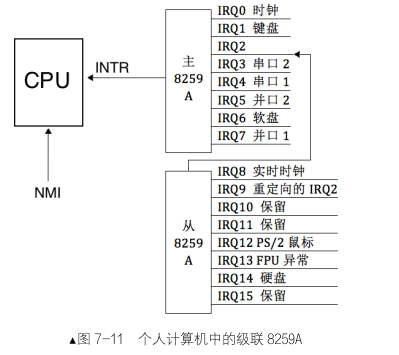 CPU
INTR
NMI
主
8259
A
IRQ0 时钟
IRQ1 键盘
IRQ2
IRQ3 串口 2
IRQ4 串口 1
IRQ5 并口 2
IRQ6 软盘
IRQ7 并口 1
从
8259
A
IRQ8 实时时钟
IRQ9 重定向的 IRQ2
IRQ10 保留
IRQ11 保留
IRQ12 PS/2 鼠标
IRQ13 FPU 异常
IRQ14 硬盘
IRQ15 保留
▲图 7-11 个人计算机中的级联 8259A